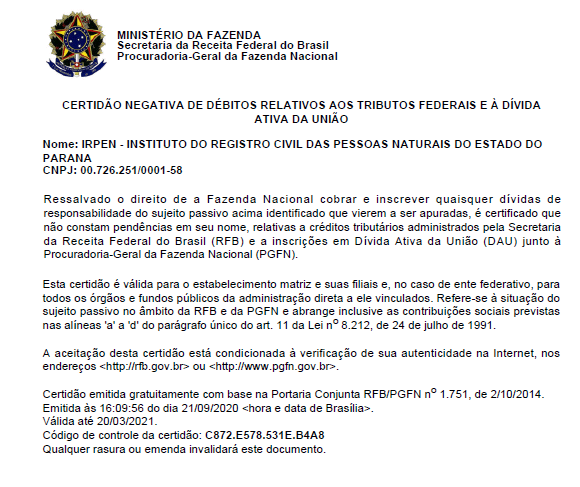 MINISTÉRIO DA FAZENDA
Secretaria da Receita Federal do Brasil
Procuradoria-Geral da Fazenda Nacional
CERTIDÃO NEGATIVA DE DÉBITOS RELATIVOS AOS TRIBUTOS FEDERAIS E À DÍVIDA
ATIVA DA UNIÃO
Nome: IRPEN - INSTITUTO DO REGISTRO CIVIL DAS PESSOAS NATURAIS DO ESTADO DO
PARANA
CNPJ: 00.726.251/0001-58
Ressalvado o direito de a Fazenda Nacional cobrar e inscrever quaisquer dívidas de
responsabilidade do sujeito passivo acima identificado que vierem a ser apuradas, é certificado que
não constam pendências em seu nome, relativas a créditos tributários administrados pela Secretaria
da Receita Federal do Brasil (RFB) e a inscrições em Dívida Ativa da União (DAU) junto à
Procuradoria-Geral da Fazenda Nacional (PGFN).
Esta certidão é válida para o estabelecimento matriz e suas filiais e, no caso de ente federativo, para
todos os órgãos e fundos públicos da administração direta a ele vinculados. Refere-se à situação do
sujeito passivo no âmbito da RFB e da PGFN e abrange inclusive as contribuições sociais previstas
nas alíneas 'a' a 'd' do parágrafo único do art. 11 da Lei nº 8.212, de 24 de julho de 1991.
A aceitação desta certidão está condicionada à verificação de sua autenticidade na Internet, nos
endereços <http://rfb.gov.br> ou <http://www.pgfn.gov.br>.
Certidão emitida gratuitamente com base na Portaria Conjunta RFB/PGFN nº 1.751, de 2/10/2014.
Emitida às 16:09:56 do dia 21/09/2020 <hora e data de Brasília>.
Válida até 20/03/2021.
Código de controle da certidão: C872.E578.531E.B4A8
Qualquer rasura ou emenda invalidará este documento.